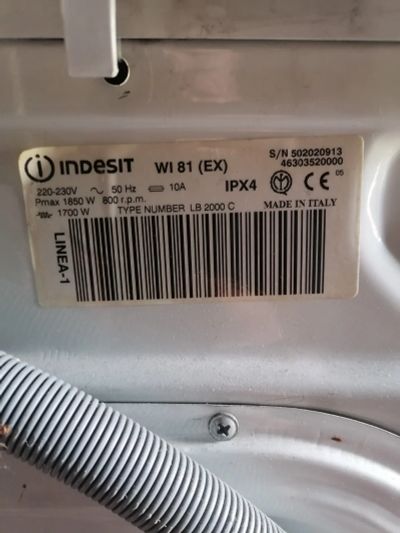 indesit WI 81 (EX)
S/N 502020913
46303520000
220-230V ~ 50 Hz 10A
IPX4
CE 05
Pmax 1850 W 800 r.p.m.
1700 W TYPE NUMBER LB 2000 C
MADE IN ITALY
LINEA-1